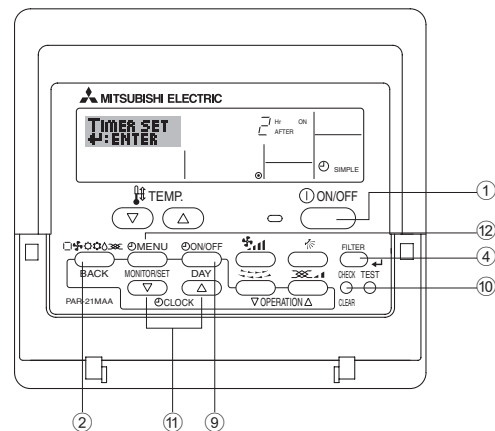 MITSUBISHI ELECTRIC
TIMER SET
↵:ENTER
2 Hr ON
AFTER
SIMPLE
TEMP.
ON/OFF
1
12
MENU
ON/OFF
FILTER
4
BACK
MONITOR/SET
DAY
CHECK TEST
10
PAR-21MAA
CLOCK
OPERATION
CLEAR
2
11
9